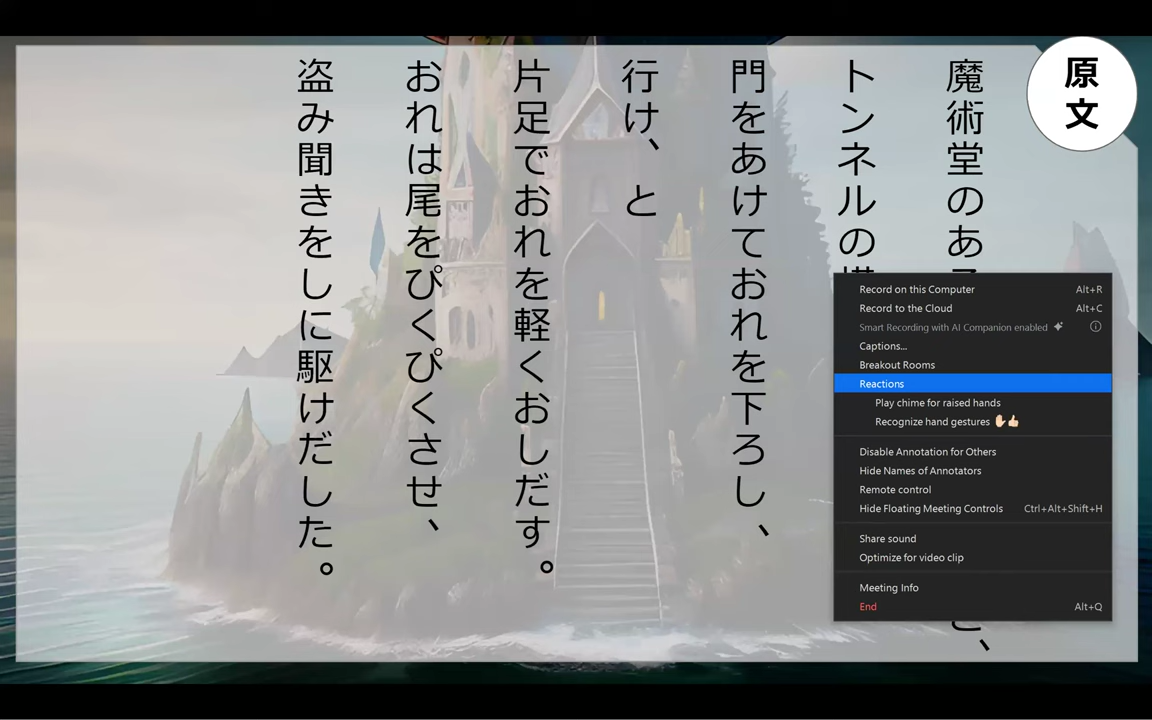 原文
魔術堂のあ
トンネルの
門をあけておれを下ろし、
行け、と
片足でおれを軽くおしだす。
おれは尾をぴくぴくさせ、
盗み聞きをしに駆けだした。
Record on this Computer Alt+R
Record to the Cloud Alt+C
Smart Recording with AI Companion enabled
Captions...
Breakout Rooms
Reactions
Play chime for raised hands
Recognize hand gestures ✋👍
Disable Annotation for Others
Hide Names of Annotators
Remote control
Hide Floating Meeting Controls Ctrl+Alt+Shift+H
Share sound
Optimize for video clip
Meeting Info
End Alt+Q